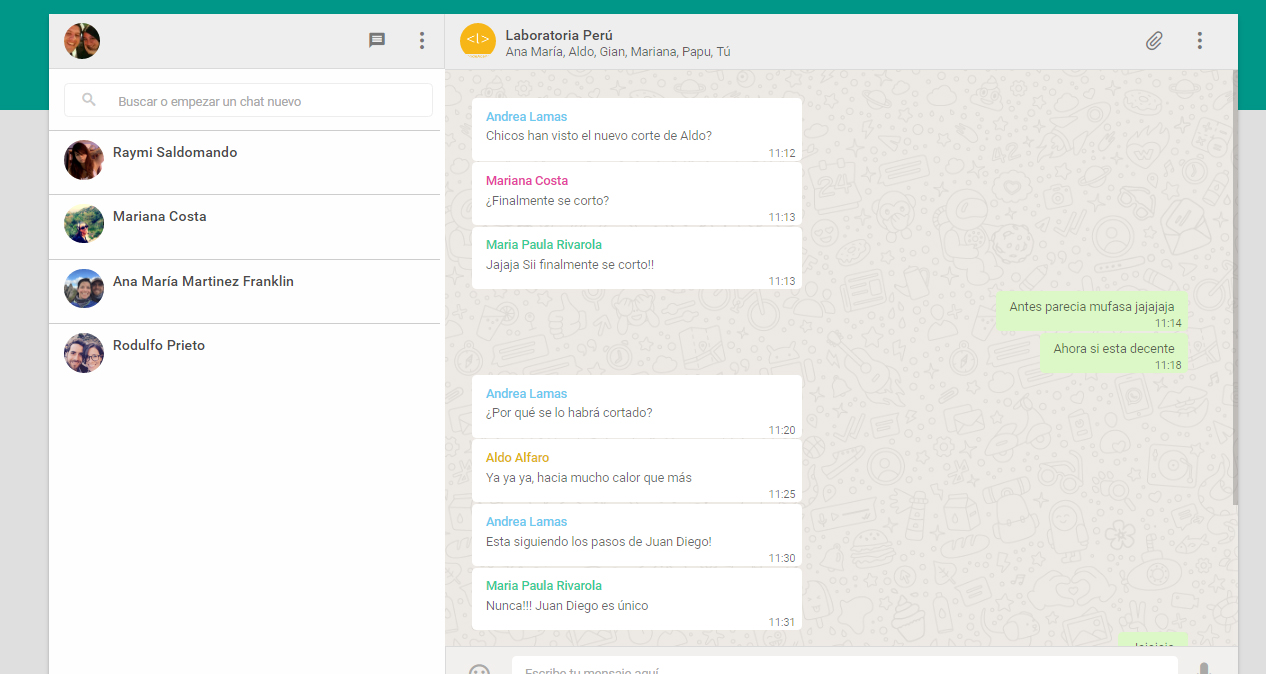 Buscar o empezar un chat nuevo
Raymi Saldomando
Mariana Costa
Ana María Martinez Franklin
Rodulfo Prieto
<l>
Laboratoria Perú
Ana María, Aldo, Gian, Mariana, Papu, Tú
Andrea Lamas
Chicos han visto el nuevo corte de Aldo?
11:12
Mariana Costa
¿Finalmente se corto?
11:13
Maria Paula Rivarola
Jajaja Sii finalmente se corto!!
11:13
Antes parecia mufasa jajajaja
11:14
Ahora si esta decente
11:18
Andrea Lamas
¿Por qué se lo habrá cortado?
11:20
Aldo Alfaro
Ya ya ya, hacia mucho calor que más
11:25
Andrea Lamas
Esta siguiendo los pasos de Juan Diego!
11:30
Maria Paula Rivarola
Nunca!!! Juan Diego es único
11:31
Escribe tu mensaje aquí